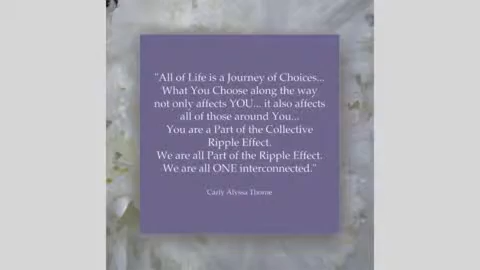 "All of Life is a Journey of Choices...
What You Choose along the way
not only affects YOU... it also affects
all of those around You...
You are a Part of the Collective
Ripple Effect.
We are all Part of the Ripple Effect.
We are all ONE interconnected."
Carly Alyssa Thorne